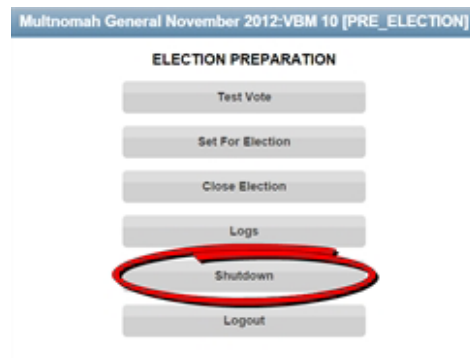 Multnomah General November 2012:VBM 10 [PRE_ELECTION]
ELECTION PREPARATION
Test Vote
Set For Election
Close Election
Logs
Shutdown
Logout